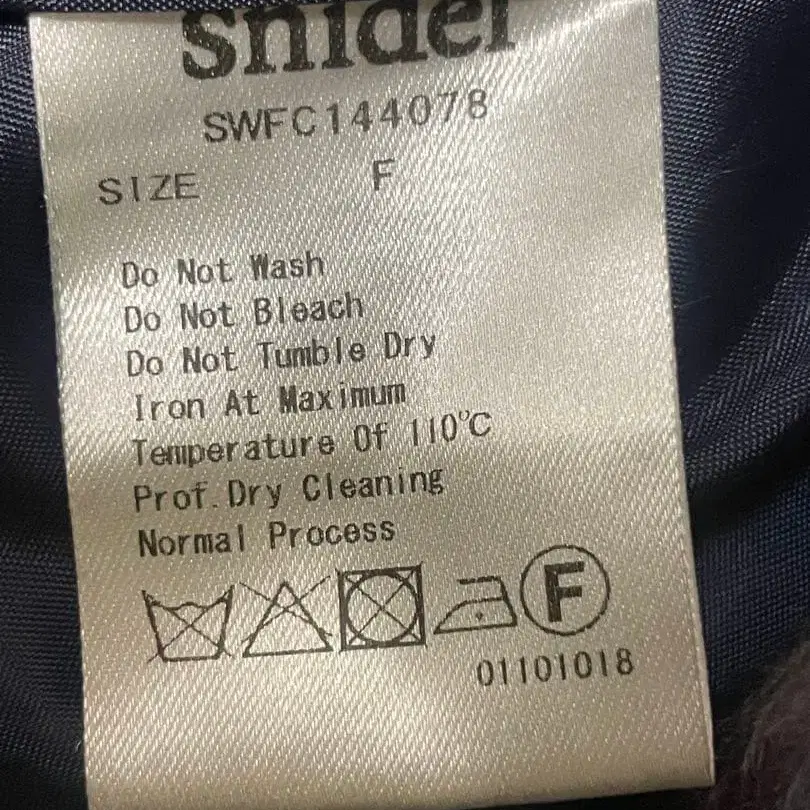 snidel
SWFC144078
SIZE F
Do Not Wash
Do Not Bleach
Do Not Tumble Dry
Iron At Maximum
Temperature Of 110℃
Prof.Dry Cleaning
Normal Process
F
01101018